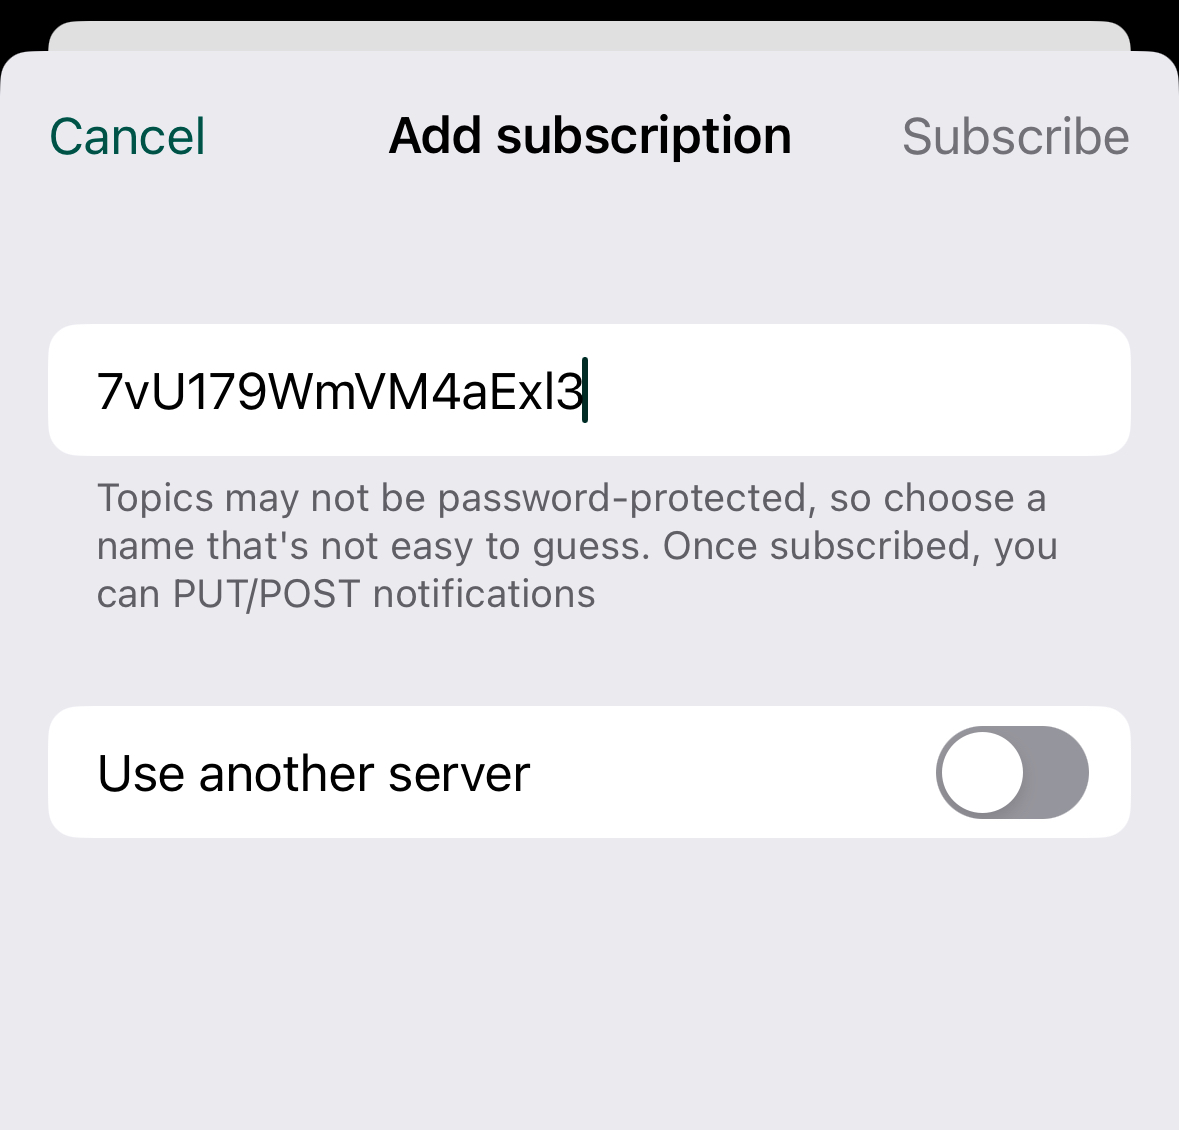 Cancel
Add subscription
Subscribe
7vU179WmVM4aExl3
Topics may not be password-protected, so choose a
name that's not easy to guess. Once subscribed, you
can PUT/POST notifications
Use another server